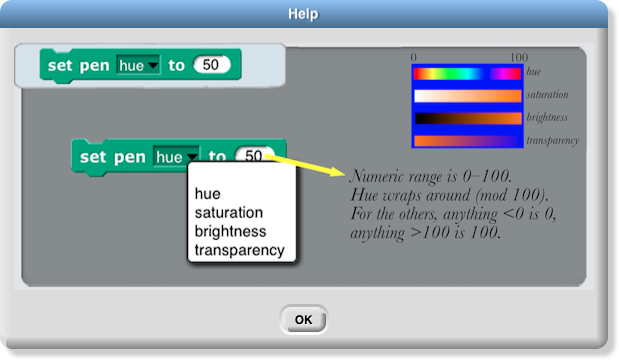 Help
set pen hue to 50
0 100
hue
saturation
brightness
transparency
set pen hue to 50
hue
saturation
brightness
transparency
Numeric range is 0–100.
Hue wraps around (mod 100).
For the others, anything <0 is 0,
anything >100 is 100.
OK